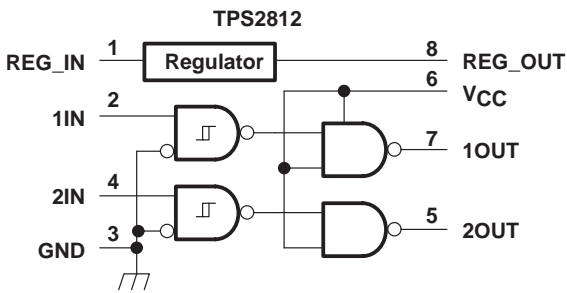 TPS2812
REG_IN 1 Regulator 8 REG_OUT
6 VCC
2
1IN
7 1OUT
4
2IN
5 2OUT
3
GND